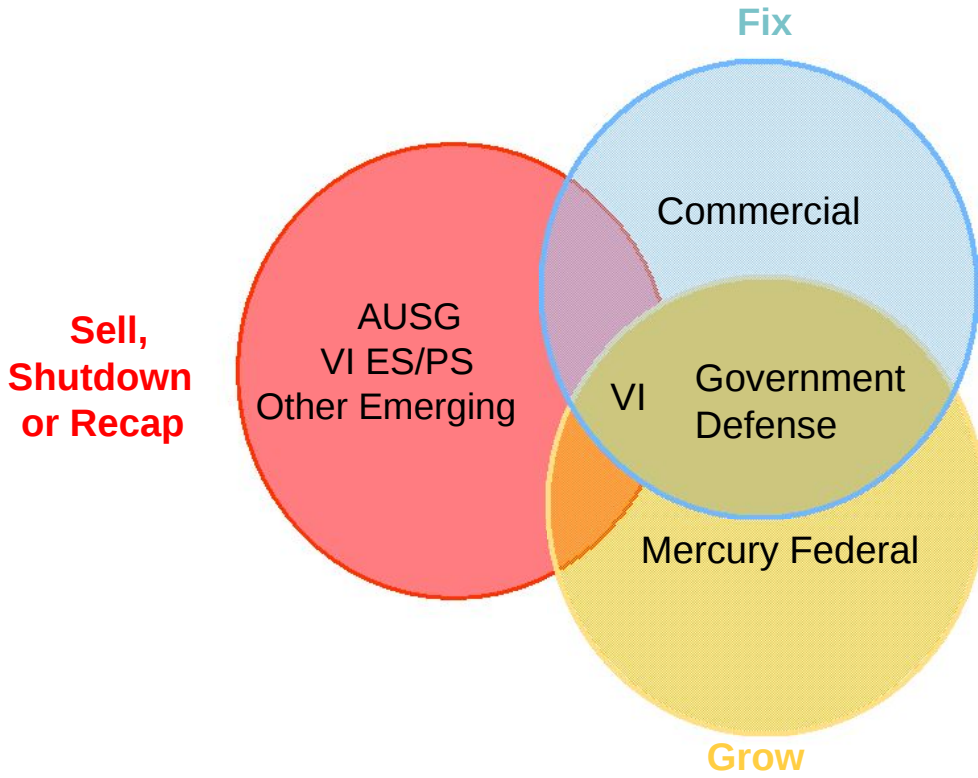 Fix
Commercial
Sell,
Shutdown
or Recap
AUSG
VI ES/PS
Other Emerging
VI
Government
Defense
Mercury Federal
Grow